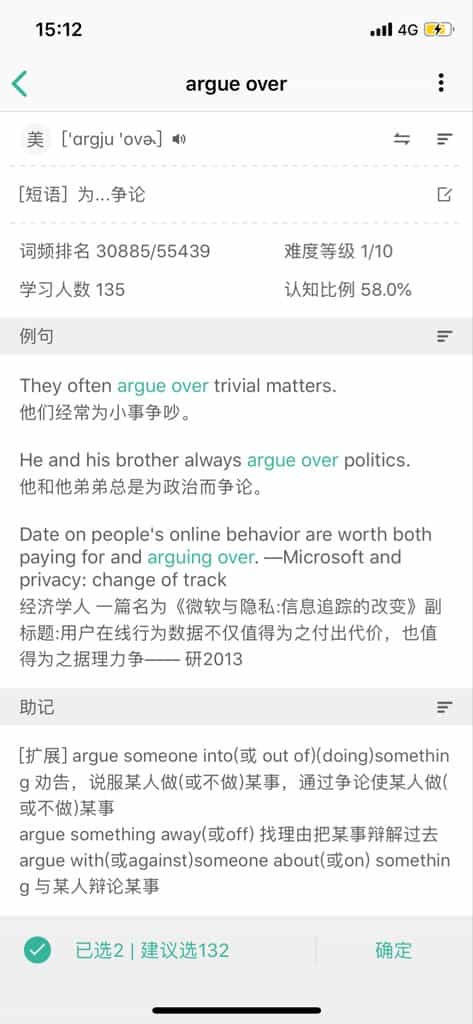 15:12
4G
argue over
美 ['ɑrgju 'ovɚ]
[短语] 为...争论
词频排名 30885/55439 难度等级 1/10
学习人数 135 认知比例 58.0%
例句
They often argue over trivial matters.
他们经常为小事争吵。
He and his brother always argue over politics.
他和他弟弟总是为政治而争论。
Date on people's online behavior are worth both
paying for and arguing over. —Microsoft and
privacy: change of track
经济学人 一篇名为《微软与隐私:信息追踪的改变》副
标题:用户在线行为数据不仅值得为之付出代价，也值
得为之据理力争—— 研2013
助记
[扩展] argue someone into(或 out of)(doing)somethin
g 劝告，说服某人做(或不做)某事，通过争论使某人做(
或不做)某事
argue something away(或off) 找理由把某事辩解过去
argue with(或against)someone about(或on) somethin
g 与某人辩论某事
已选2 | 建议选132 确定